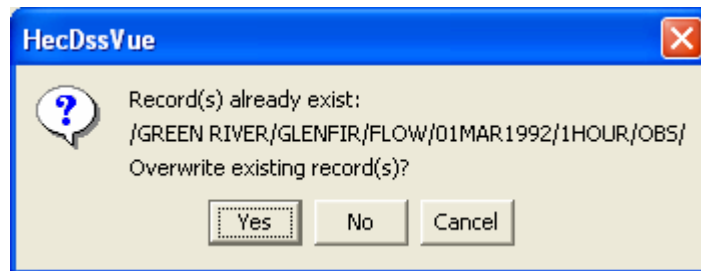 HecDssVue
Record(s) already exist:
/GREEN RIVER/GLENFIR/FLOW/01MAR1992/1HOUR/OBS/
Overwrite existing record(s)?
Yes No Cancel